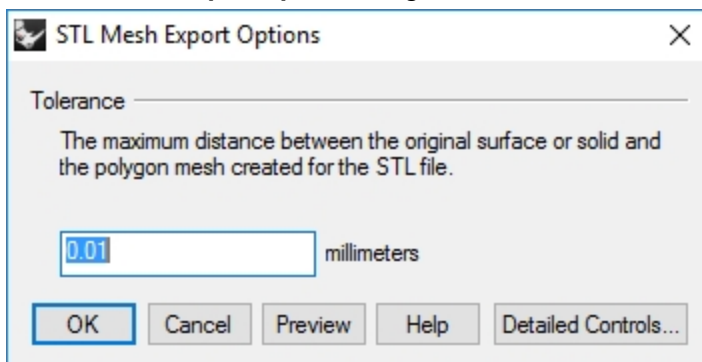 STL Mesh Export Options
Tolerance
The maximum distance between the original surface or solid and
the polygon mesh created for the STL file.
0.01 millimeters
OK Cancel Preview Help Detailed Controls...